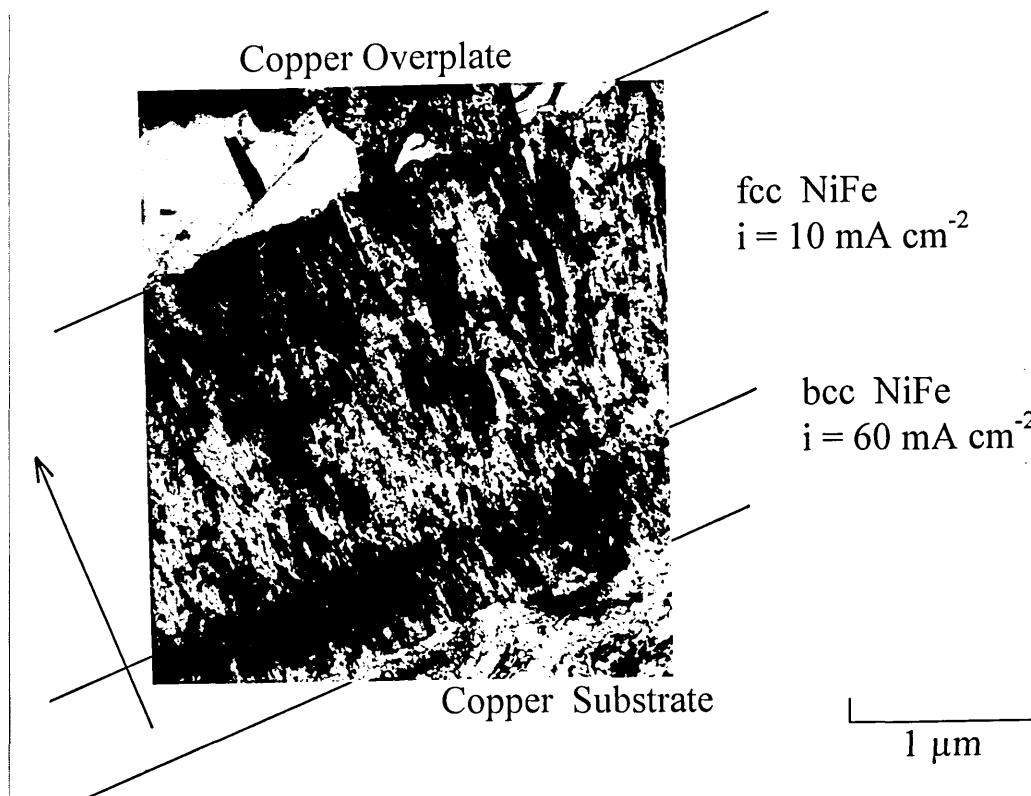 Copper Overplate
fcc NiFe
i = 10 mA cm⁻²
bcc NiFe
i = 60 mA cm⁻²
Copper Substrate
1 μm